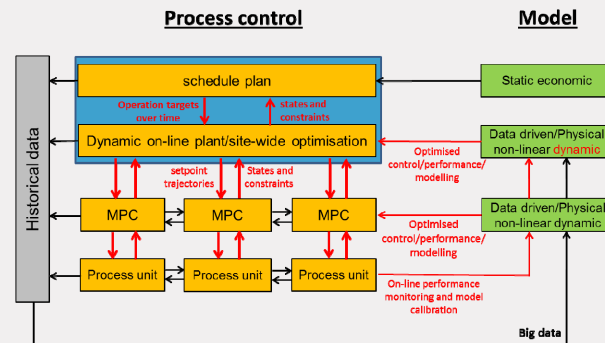 Process control
Model
Historical data
schedule plan
Static economic
Operation targets
over time
states and
constraints
Dynamic on-line plant/site-wide optimisation
Data driven/Physical
non-linear dynamic
Optimised
control/performance/
modelling
setpoint
trajectories
States and
constraints
MPC
MPC
MPC
Data driven/Physical
non-linear dynamic
Optimised
control/performance/
modelling
Process unit
Process unit
Process unit
On-line performance
monitoring and model
calibration
Big data